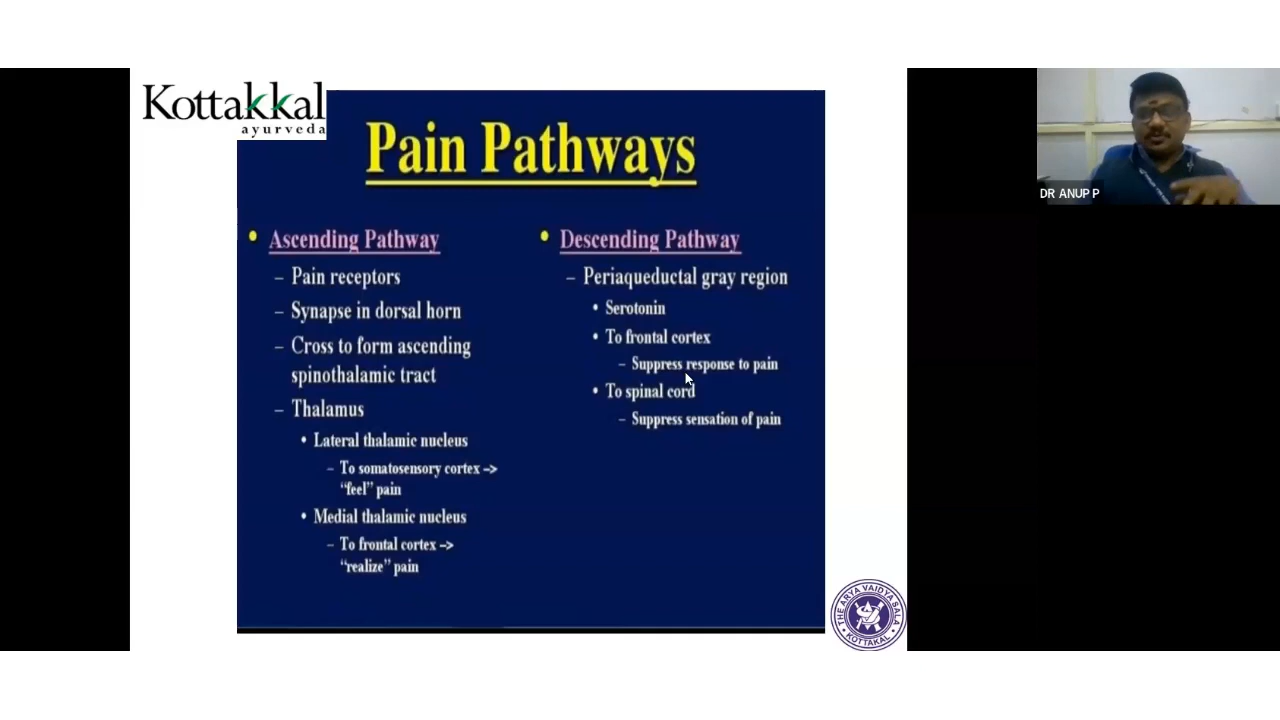 Kottakkal
ayurveda
Pain Pathways
• Ascending Pathway
– Pain receptors
– Synapse in dorsal horn
– Cross to form ascending
spinothalamic tract
– Thalamus
• Lateral thalamic nucleus
– To somatosensory cortex –>
“feel” pain
• Medial thalamic nucleus
– To frontal cortex –>
“realize” pain
• Descending Pathway
– Periaqueductal gray region
• Serotonin
• To frontal cortex
– Suppress response to pain
• To spinal cord
– Suppress sensation of pain
DR ANUP P
THE ARYA VAIDYA SALA
• KOTTAKAL •